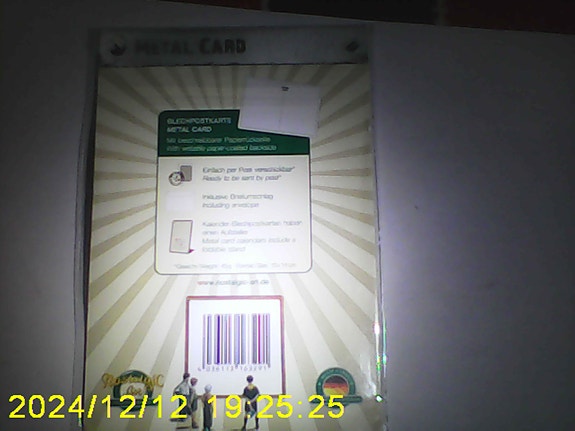 METAL CARD
BLECHPOSTKARTE
METAL CARD
Mit beschreibbarer Papierrückseite
With writable paper-coated backside
Einfach per Post verschickbar*
Ready to be sent by post*
Inklusive Briefumschlag
Including envelope
Kalender-Blechpostkarten haben
einen Aufsteller
Metal card calendars include a
foldable stand
www.nostalgic-art.de
Nostalgic
Art
2024/12/12 19:25:25